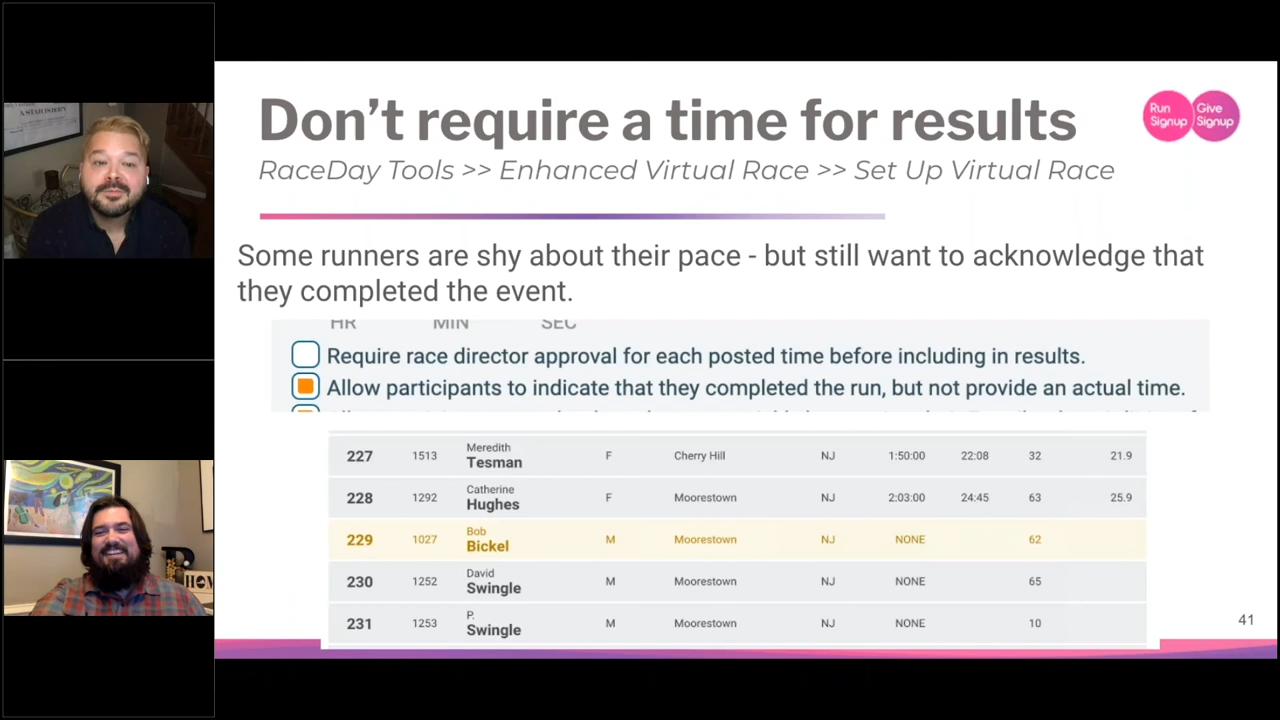 A STAR IS BORN
HOW
Don't require a time for results
Run Signup Give Signup
RaceDay Tools >> Enhanced Virtual Race >> Set Up Virtual Race
Some runners are shy about their pace - but still want to acknowledge that
they completed the event.
HR MIN SEC
Require race director approval for each posted time before including in results.
Allow participants to indicate that they completed the run, but not provide an actual time.
227 1513 Meredith Tesman F Cherry Hill NJ 1:50:00 22:08 32 21.9
228 1292 Catherine Hughes F Moorestown NJ 2:03:00 24:45 63 25.9
229 1027 Bob Bickel M Moorestown NJ NONE 62
230 1252 David Swingle M Moorestown NJ NONE 65
231 1253 P. Swingle M Moorestown NJ NONE 10
41